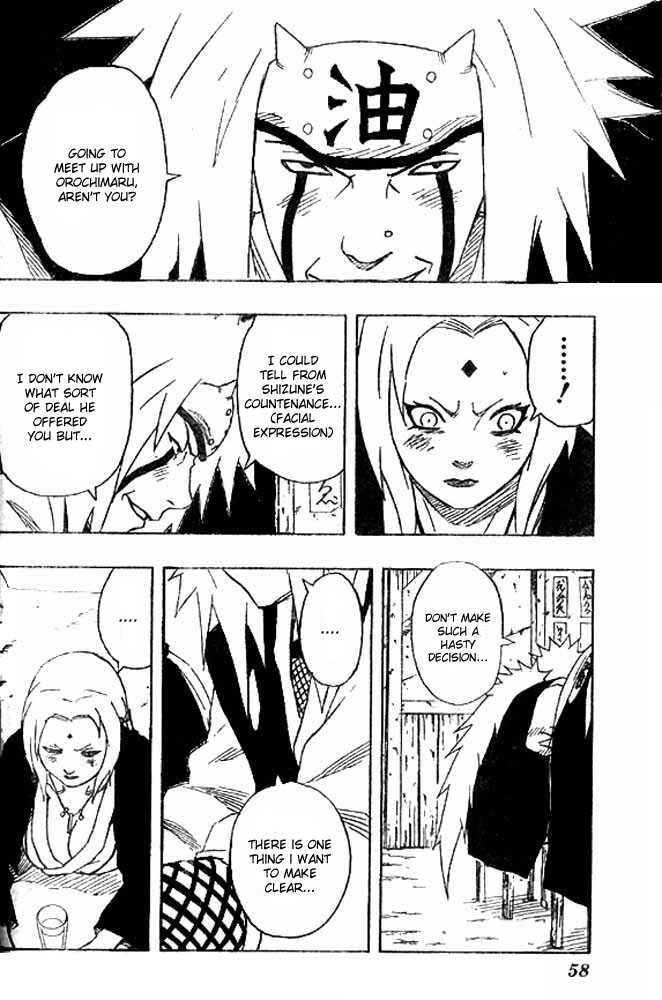 GOING TO
MEET UP WITH
OROCHIMARU,
AREN'T YOU?
油
.....!
I COULD
TELL FROM
SHIZUNE'S
COUNTENANCE...
(FACIAL
EXPRESSION)
I DON'T KNOW
WHAT SORT
OF DEAL HE
OFFERED
YOU BUT...
DON'T MAKE
SUCH A
HASTY
DECISION...
....
THERE IS ONE
THING I WANT
TO MAKE
CLEAR...
....
58